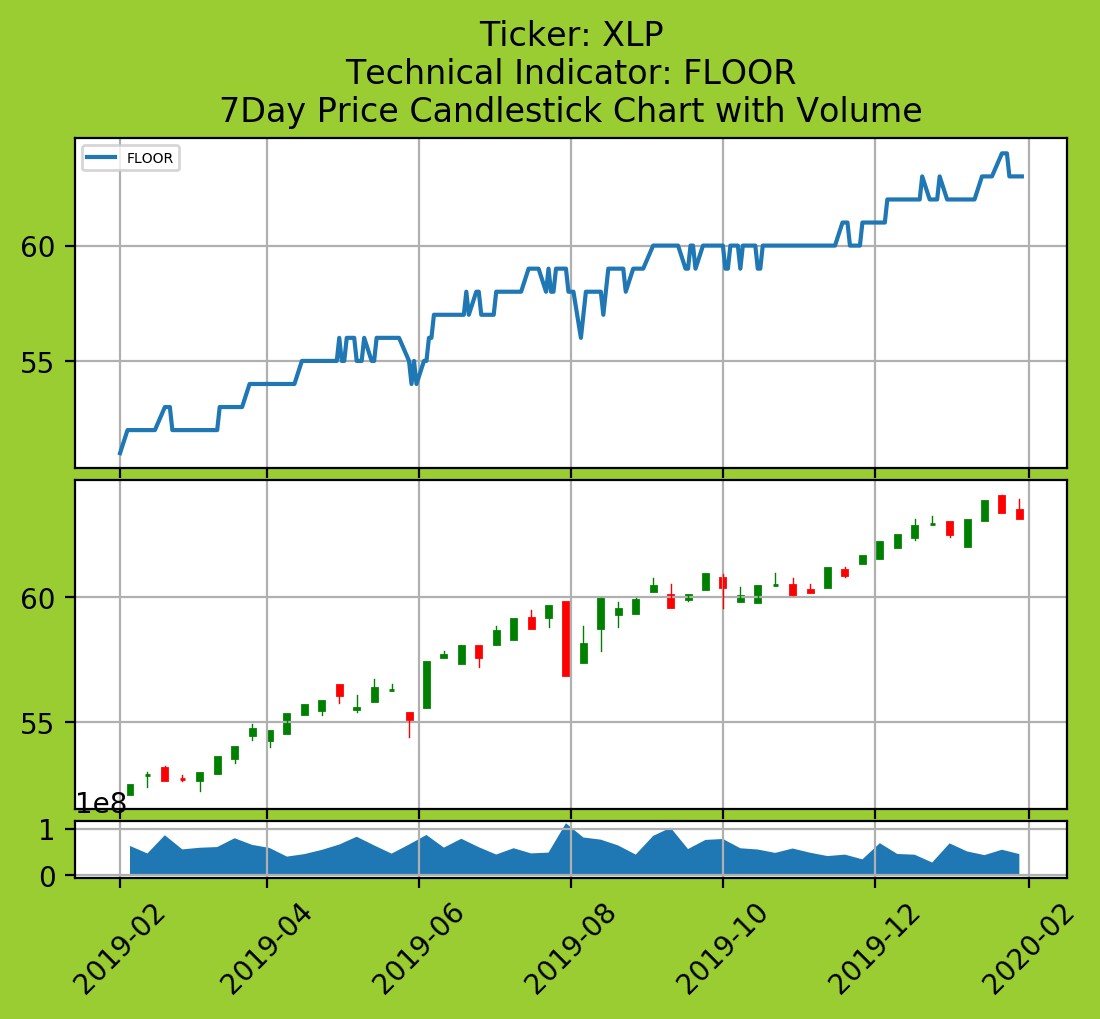 Ticker: XLP
Technical Indicator: FLOOR
7Day Price Candlestick Chart with Volume
FLOOR
60
55
60
55
1e8
1
0
2019-02
2019-04
2019-06
2019-08
2019-10
2019-12
2020-02